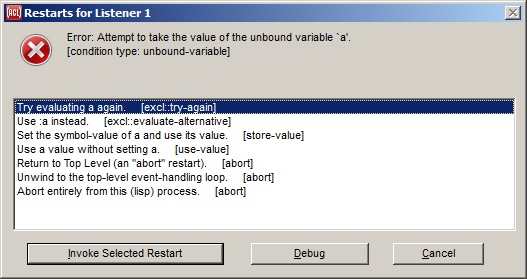 ACL Restarts for Listener 1
Error: Attempt to take the value of the unbound variable `a'.
[condition type: unbound-variable]
Try evaluating a again. [excl::try-again]
Use :a instead. [excl::evaluate-alternative]
Set the symbol-value of a and use its value. [store-value]
Use a value without setting a. [use-value]
Return to Top Level (an "abort" restart). [abort]
Unwind to the top-level event-handling loop. [abort]
Abort entirely from this (lisp) process. [abort]
Invoke Selected Restart Debug Cancel